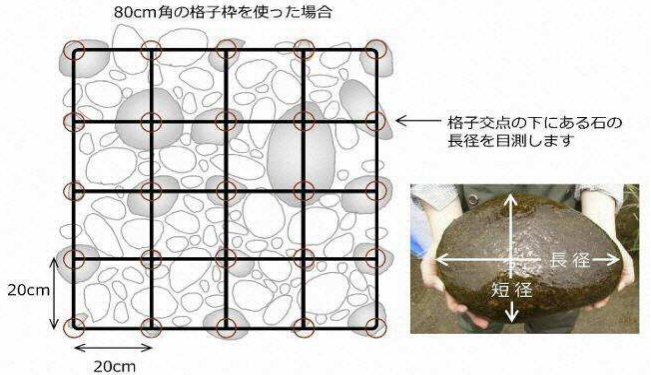 80cm角の格子枠を使った場合
格子交点の下にある石の
長径を目測します
長径
短径
20cm
20cm